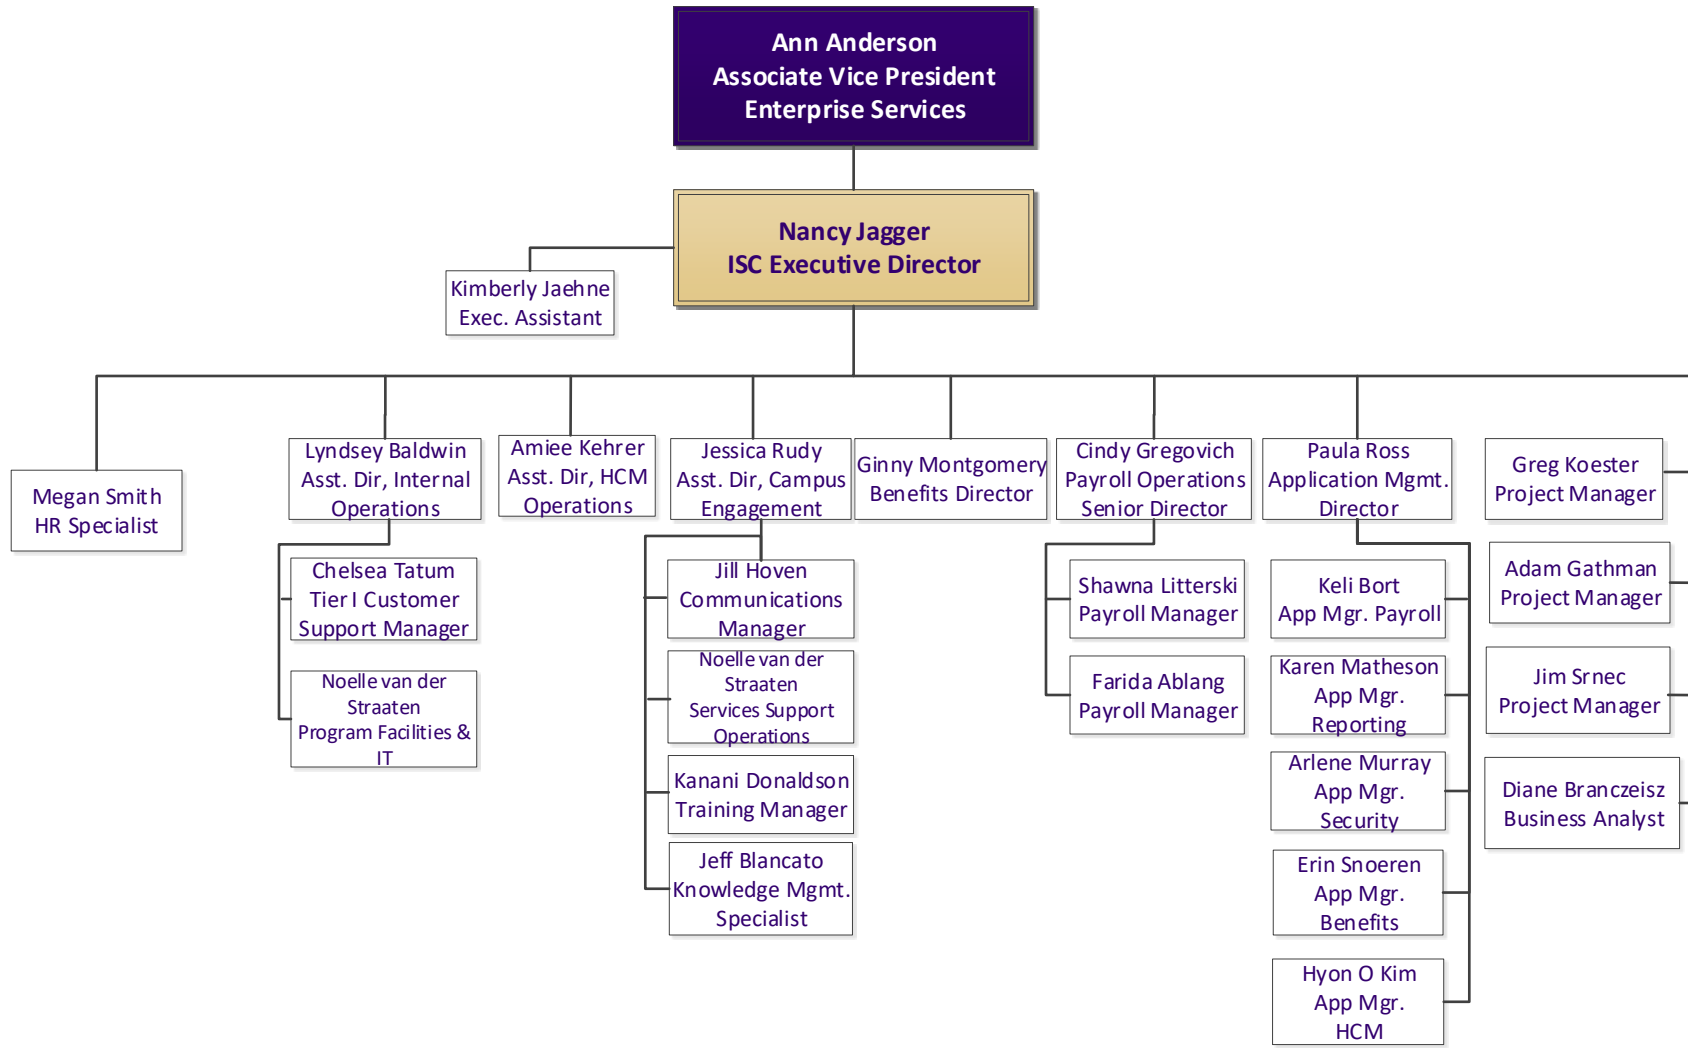 Ann Anderson
Associate Vice President
Enterprise Services
Nancy Jagger
ISC Executive Director
Kimberly Jaehne
Exec. Assistant
Megan Smith
HR Specialist
Lyndsey Baldwin
Asst. Dir, Internal
Operations
Chelsea Tatum
Tier I Customer
Support Manager
Noelle van der
Straaten
Program Facilities &
IT
Amiee Kehrer
Asst. Dir, HCM
Operations
Jessica Rudy
Asst. Dir, Campus
Engagement
Jill Hoven
Communications
Manager
Noelle van der
Straaten
Services Support
Operations
Kanani Donaldson
Training Manager
Jeff Blancato
Knowledge Mgmt.
Specialist
Ginny Montgomery
Benefits Director
Cindy Gregovich
Payroll Operations
Senior Director
Shawna Litterski
Payroll Manager
Farida Ablang
Payroll Manager
Paula Ross
Application Mgmt.
Director
Keli Bort
App Mgr. Payroll
Karen Matheson
App Mgr.
Reporting
Arlene Murray
App Mgr.
Security
Erin Snoeren
App Mgr.
Benefits
Hyon O Kim
App Mgr.
HCM
Greg Koester
Project Manager
Adam Gathman
Project Manager
Jim Srnec
Project Manager
Diane Branczeisz
Business Analyst